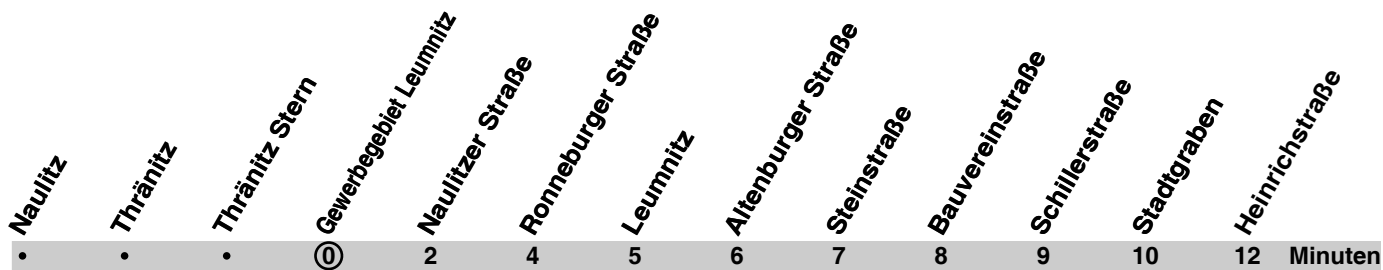 Naulitz
Thränitz
Thränitz Stern
Gewerbegebiet Leumnitz
Naulitzer Straße
Ronneburger Straße
Leumnitz
Altenburger Straße
Steinstraße
Bauvereinstraße
Schillerstraße
Stadtgraben
Heinrichstraße
• • • 0 2 4 5 6 7 8 9 10 12 Minuten